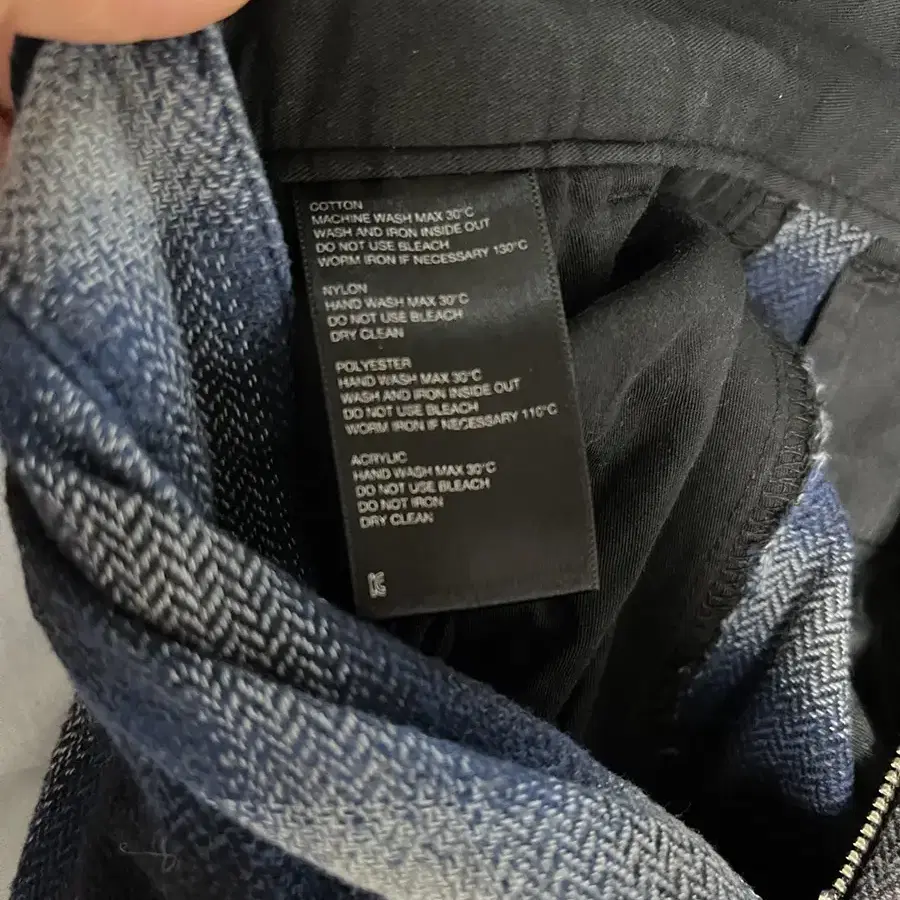 COTTON
MACHINE WASH MAX 30°C
WASH AND IRON INSIDE OUT
DO NOT USE BLEACH
WORM IRON IF NECESSARY 130°C
NYLON
HAND WASH MAX 30°C
DO NOT USE BLEACH
DRY CLEAN
POLYESTER
HAND WASH MAX 30°C
WASH AND IRON INSIDE OUT
DO NOT USE BLEACH
WORM IRON IF NECESSARY 110°C
ACRYLIC
HAND WASH MAX 30°C
DO NOT USE BLEACH
DO NOT IRON
DRY CLEAN